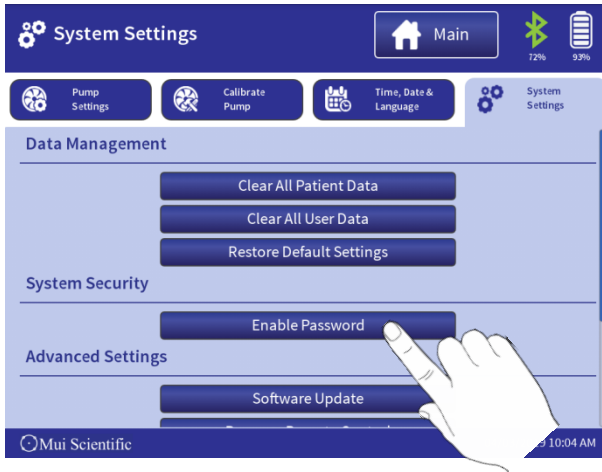 System Settings
Main
72%
93%
Pump
Settings
Calibrate
Pump
Time, Date &
Language
System
Settings
Data Management
Clear All Patient Data
Clear All User Data
Restore Default Settings
System Security
Enable Password
Advanced Settings
Software Update
Mui Scientific
10:04 AM